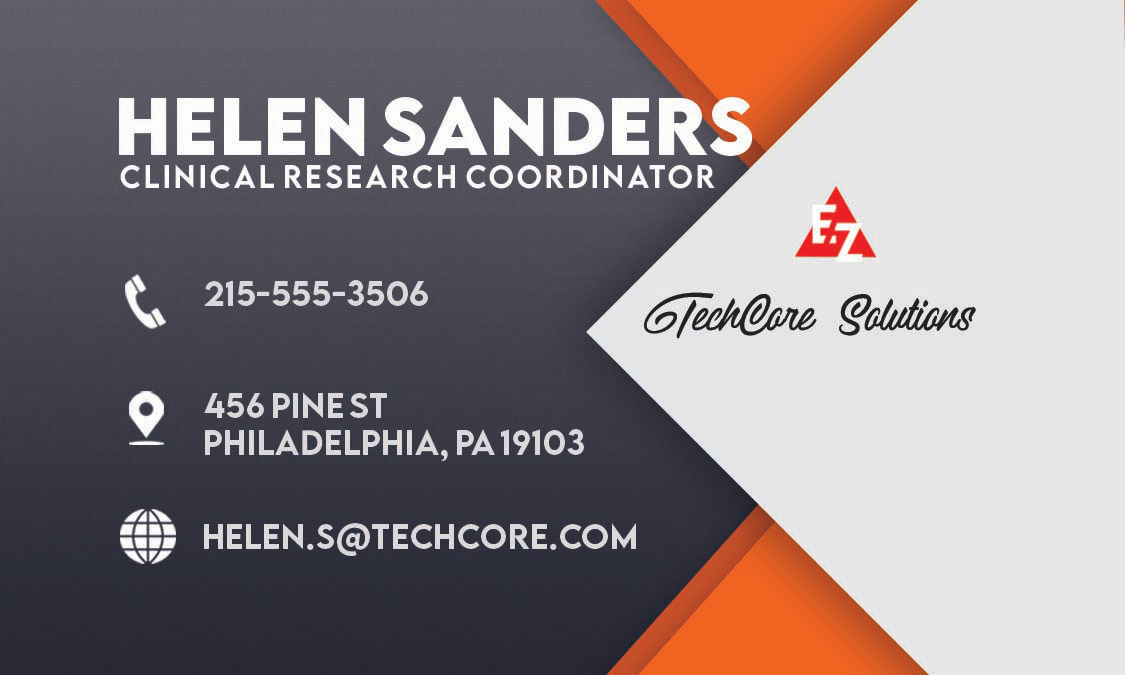 HELEN SANDERS
CLINICAL RESEARCH COORDINATOR
215-555-3506
456 PINE ST
PHILADELPHIA, PA 19103
HELEN.S@TECHCORE.COM
E.Z
TechCore Solutions